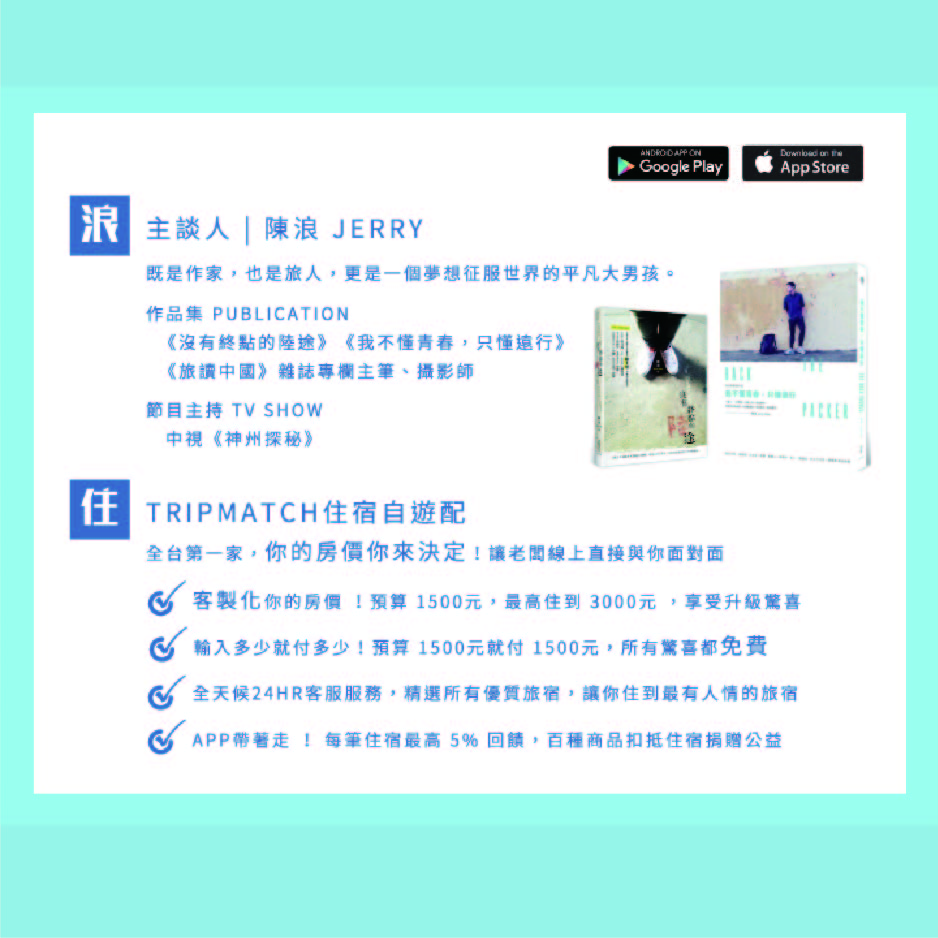 ANDROID APP ON
Google Play
Download on the
App Store
浪
主談人 | 陳浪 JERRY
既是作家，也是旅人，更是一個夢想征服世界的平凡大男孩。
作品集 PUBLICATION
《沒有終點的陸途》《我不懂青春，只懂遠行》
《旅讀中國》雜誌專欄主筆、攝影師
節目主持 TV SHOW
中視《神州探秘》
BACK
THE
PACKER
住
TRIPMATCH住宿自遊配
全台第一家，你的房價你來決定！讓老闆線上直接與你面對面
客製化你的房價 ！預算 1500元，最高住到 3000元 ，享受升級驚喜
輸入多少就付多少！預算 1500元就付 1500元，所有驚喜都免費
全天候24HR客服服務，精選所有優質旅宿，讓你住到最有人情的旅宿
APP帶著走 ！ 每筆住宿最高 5% 回饋，百種商品扣抵住宿捐贈公益